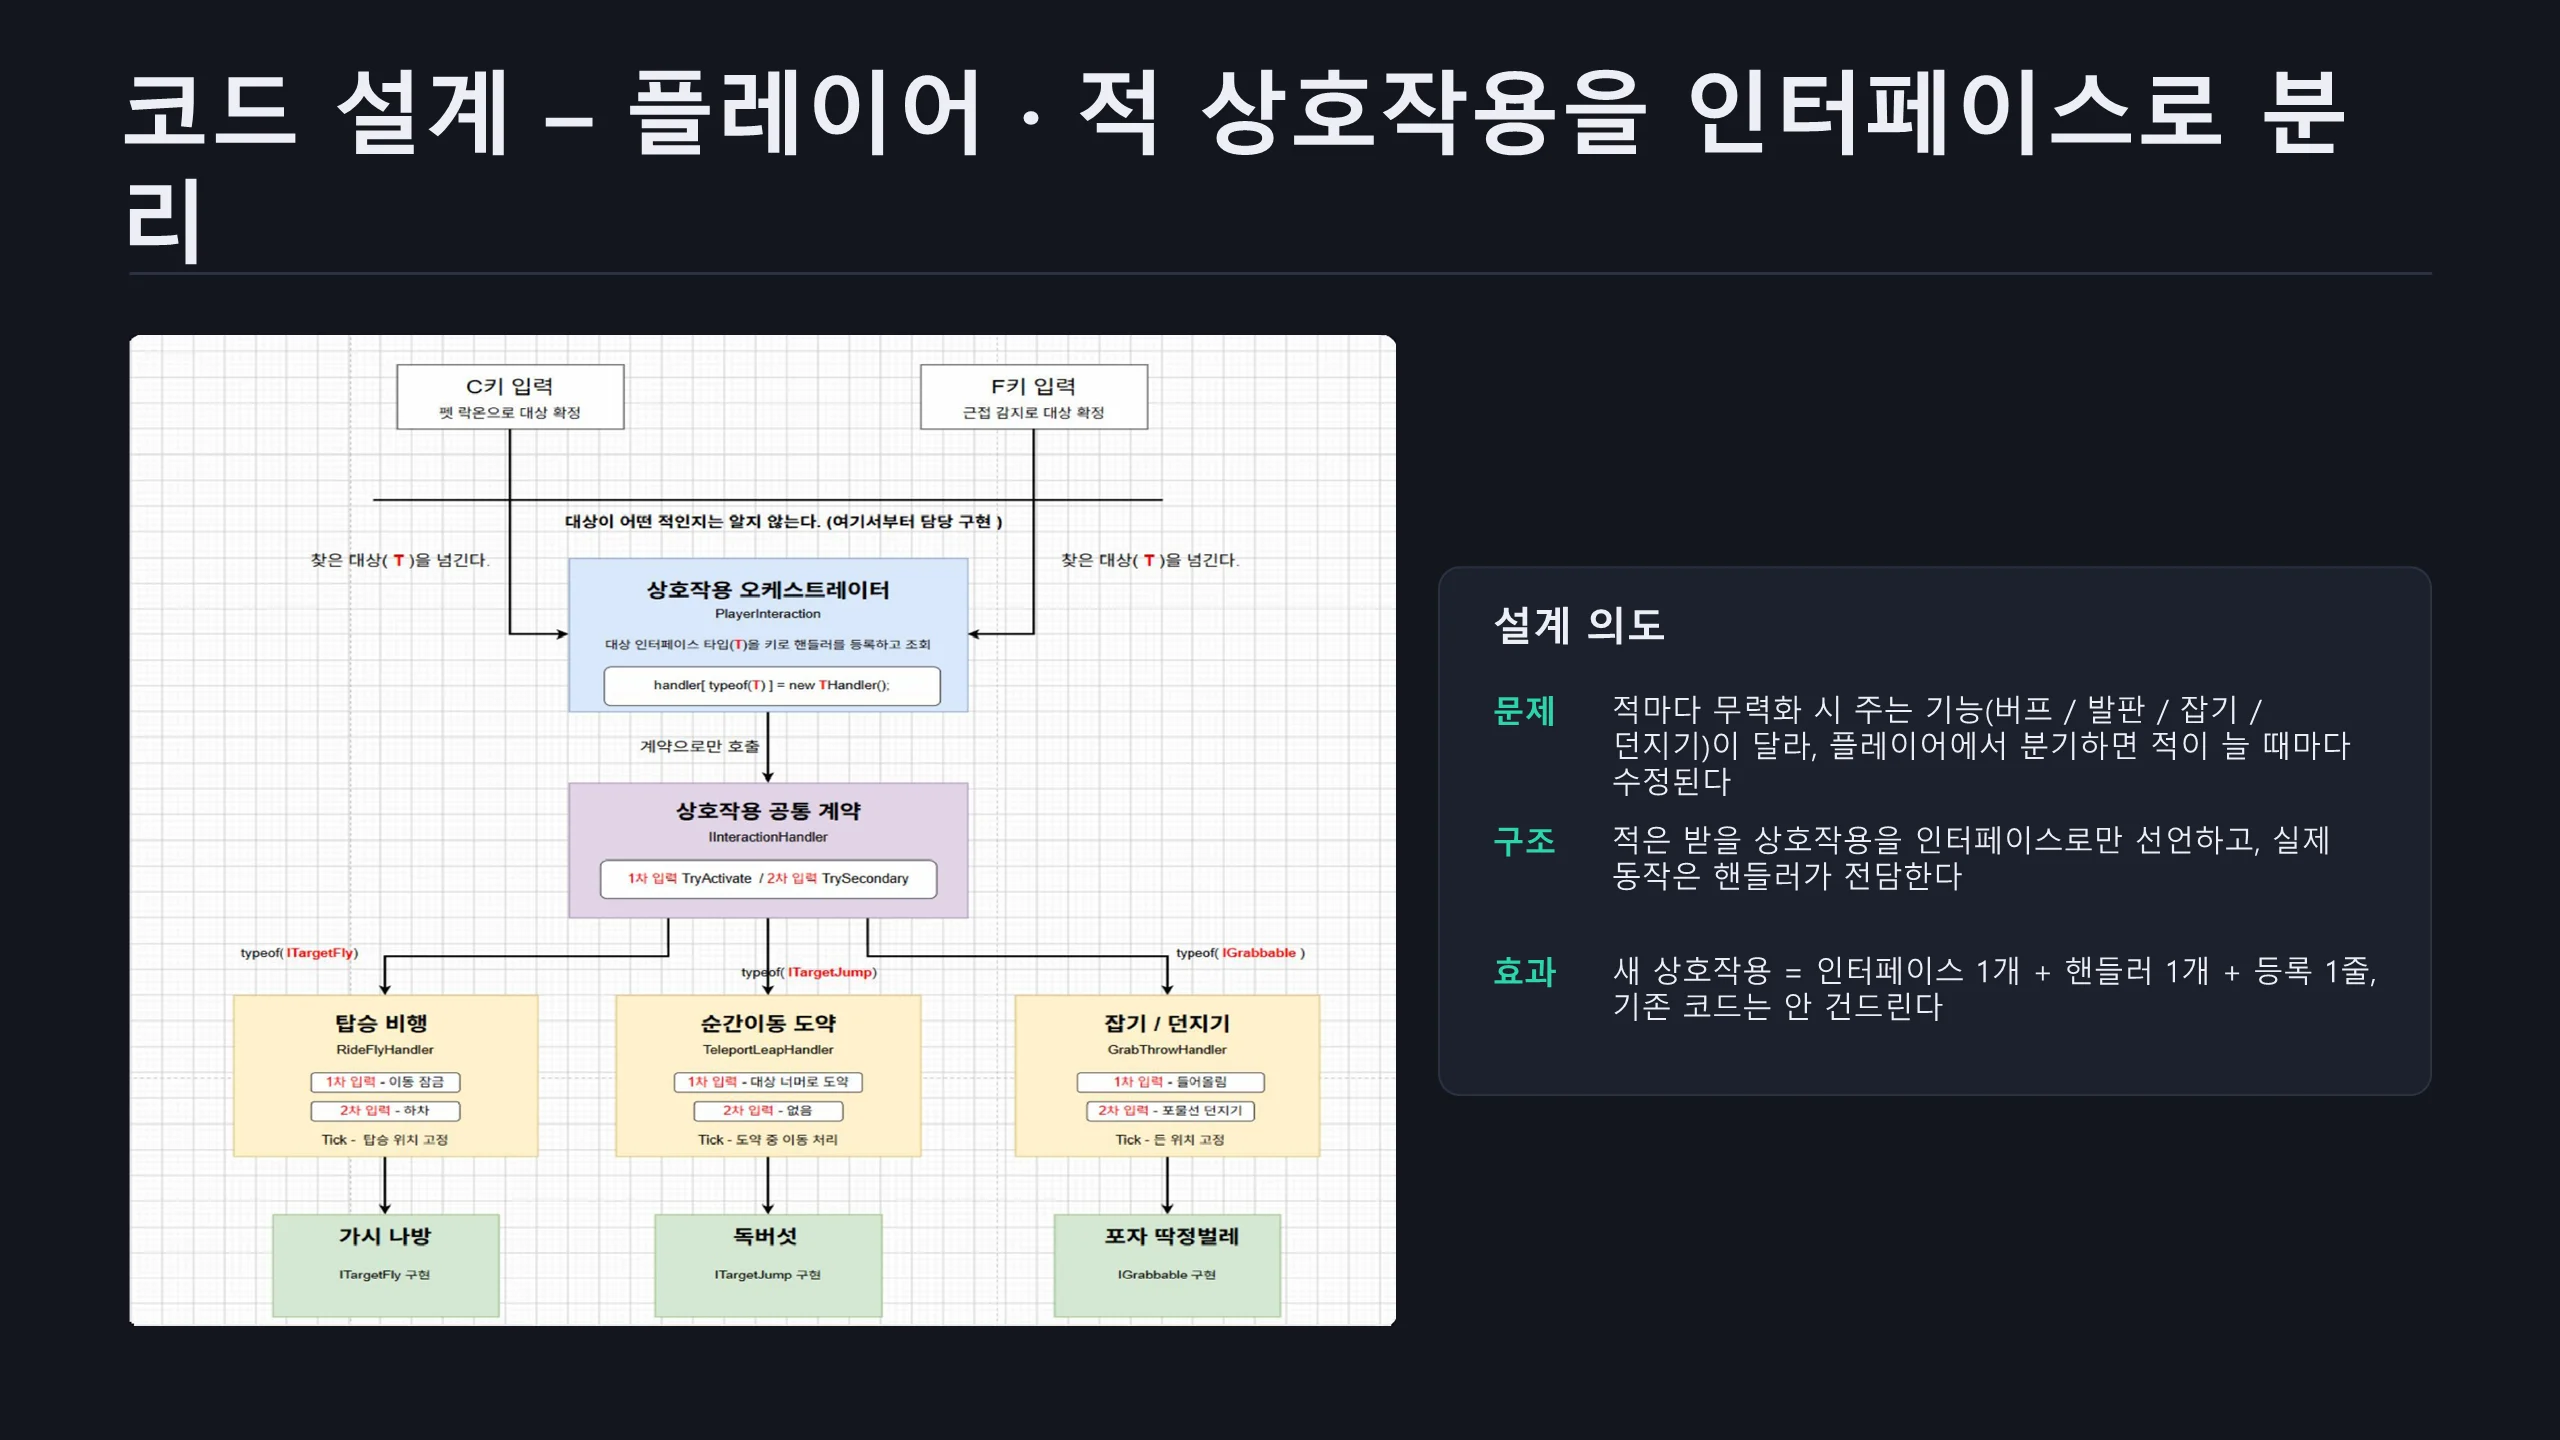 코드 설계 – 플레이어 · 적 상호작용을 인터페이스로 분
리
C키 입력
펫 락온으로 대상 확정
F키 입력
근접 감지로 대상 확정
대상이 어떤 적인지는 알지 않는다. (여기서부터 담당 구현 )
찾은 대상( T )을 넘긴다.
찾은 대상( T )을 넘긴다.
상호작용 오케스트레이터
PlayerInteraction
대상 인터페이스 타입(T)을 키로 핸들러를 등록하고 조회
handler[ typeof(T) ] = new THandler();
계약으로만 호출
상호작용 공통 계약
IInteractionHandler
1차 입력 TryActivate / 2차 입력 TrySecondary
typeof( ITargetFly)
typeof( ITargetJump)
typeof( IGrabbable )
탑승 비행
RideFlyHandler
1차 입력 - 이동 잠금
2차 입력 - 하차
Tick - 탑승 위치 고정
순간이동 도약
TeleportLeapHandler
1차 입력 - 대상 너머로 도약
2차 입력 - 없음
Tick - 도약 중 이동 처리
잡기 / 던지기
GrabThrowHandler
1차 입력 - 들어올림
2차 입력 - 포물선 던지기
Tick - 든 위치 고정
가시 나방
ITargetFly 구현
독버섯
ITargetJump 구현
포자 딱정벌레
IGrabbable 구현
설계 의도
문제
적마다 무력화 시 주는 기능(버프 / 발판 / 잡기 /
던지기)이 달라, 플레이어에서 분기하면 적이 늘 때마다
수정된다
구조
적은 받을 상호작용을 인터페이스로만 선언하고, 실제
동작은 핸들러가 전담한다
효과
새 상호작용 = 인터페이스 1개 + 핸들러 1개 + 등록 1줄,
기존 코드는 안 건드린다